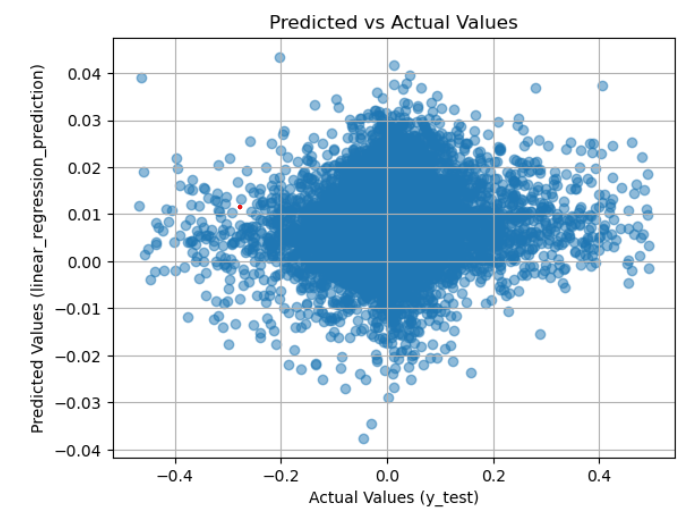 Predicted vs Actual Values
Predicted Values (linear_regression_prediction)
0.04
0.03
0.02
0.01
0.00
−0.01
−0.02
−0.03
−0.04
−0.4 −0.2 0.0 0.2 0.4
Actual Values (y_test)